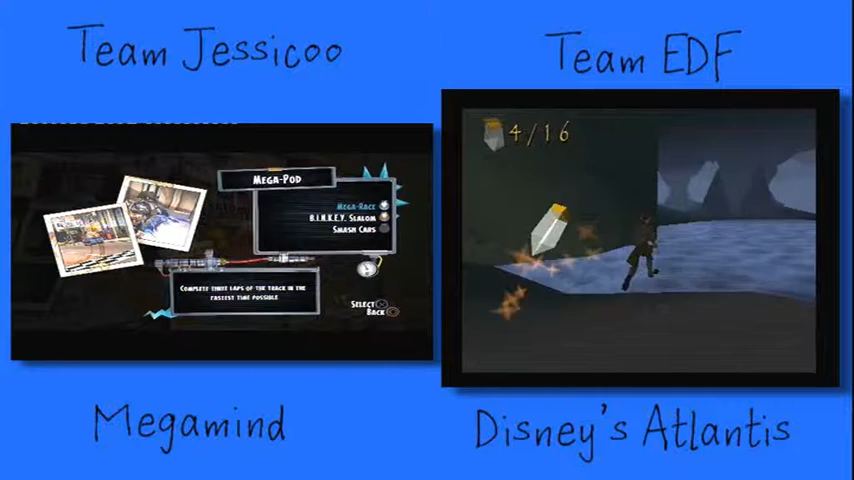 Team Jessicoo
Team EDF
MEGA-POD
MEGA-RACE
B.I.N.K.E.Y. SLALOM
SMASH CARS
COMPLETE THREE LAPS OF THE TRACK IN THE
FASTEST TIME POSSIBLE
SELECT
BACK
4/16
Megamind
Disney's Atlantis